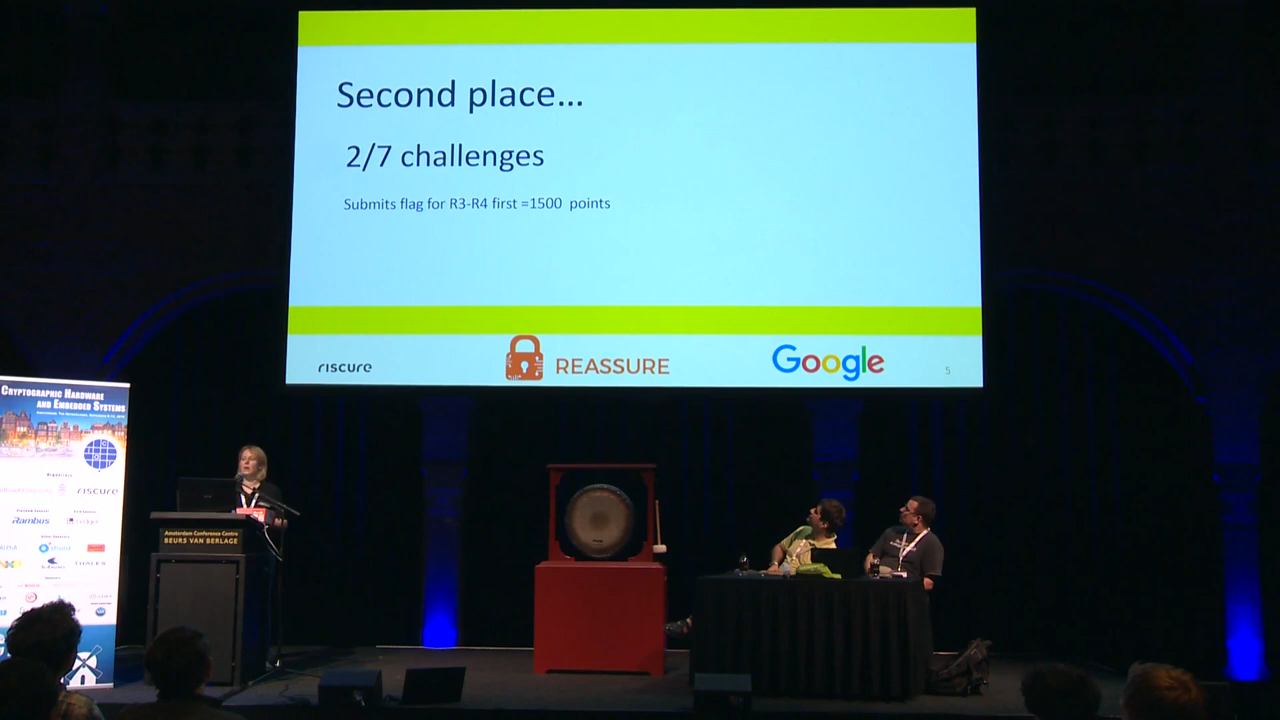 Second place...
2/7 challenges
Submits flag for R3-R4 first =1500 points
riscure
REASSURE
Google
5
CRYPTOGRAPHIC HARDWARE
AND EMBEDDED SYSTEMS
riscure
Rambus
THALES
Amsterdam Conference Centre
BEURS VAN BERLAGE